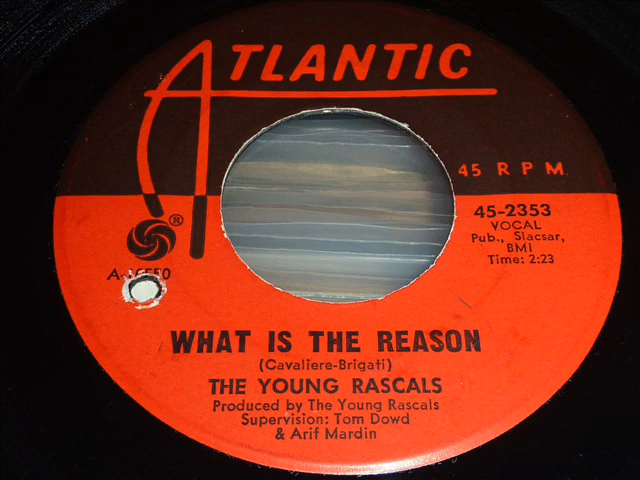 ATLANTIC
45 RPM
45-2353
VOCAL
Pub., Slacsar,
BMI
Time: 2:23
®
WHAT IS THE REASON
(Cavaliere-Brigati)
THE YOUNG RASCALS
Produced by The Young Rascals
Supervision: Tom Dowd
& Arif Mardin